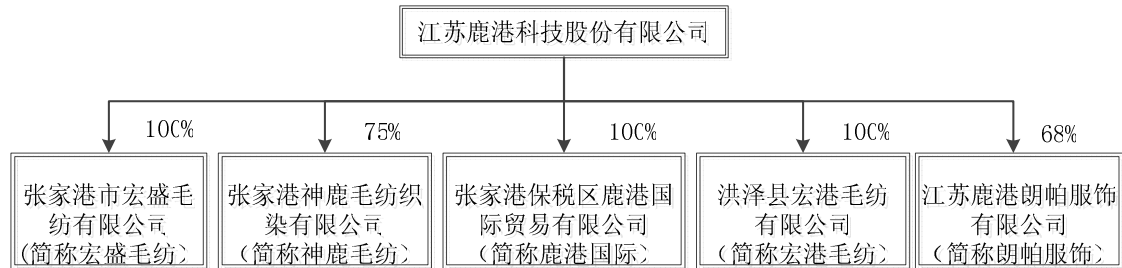 江苏鹿港科技股份有限公司
100%
75%
100%
100%
68%
张家港市宏盛毛
纺有限公司
(简称宏盛毛纺)
张家港神鹿毛纺织
染有限公司
(简称神鹿毛纺)
张家港保税区鹿港国
际贸易有限公司
(简称鹿港国际)
洪泽县宏港毛纺
有限公司
(简称宏港毛纺)
江苏鹿港朗帕服饰
有限公司
(简称朗帕服饰)